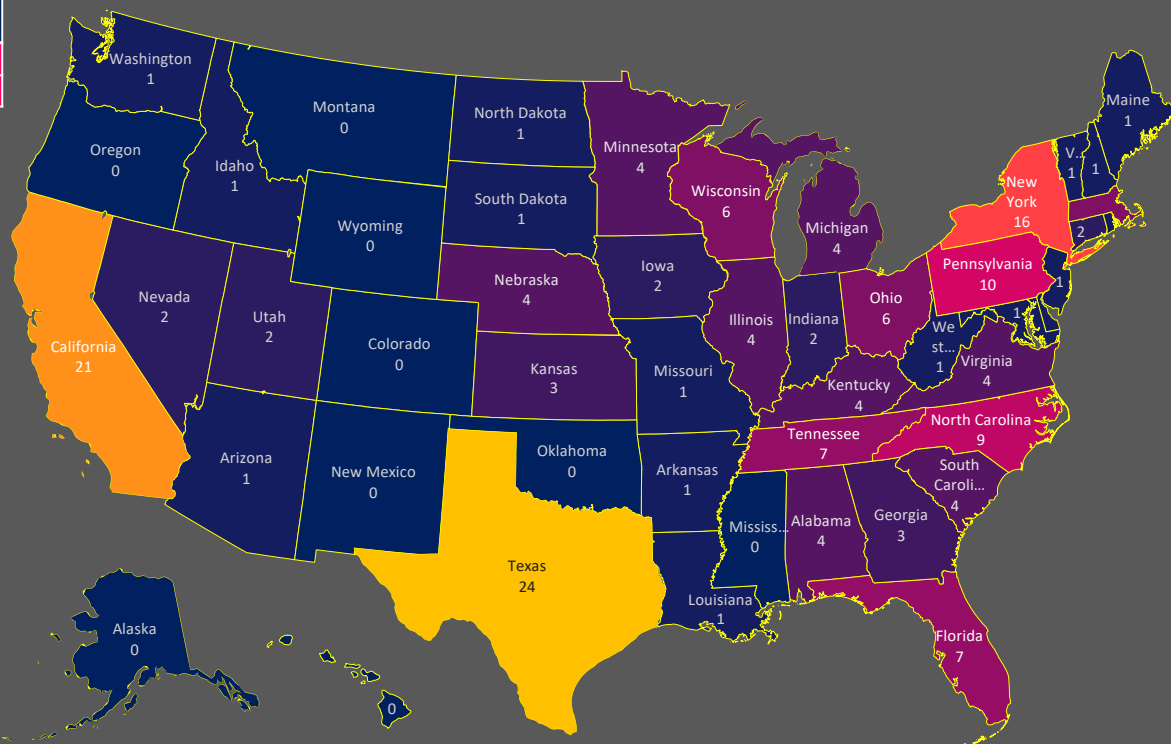 Washington
1
Oregon
0
Idaho
1
Montana
0
Wyoming
0
North Dakota
1
South Dakota
1
Minnesota
4
Wisconsin
6
Michigan
4
Nebraska
4
Iowa
2
Nevada
2
Utah
2
Colorado
0
California
21
Kansas
3
Missouri
1
Illinois
4
Indiana
2
Ohio
6
Kentucky
4
We
st...
1
Virginia
4
Pennsylvania
10
New
York
16
V...
1
1
Maine
1
2
1
1
Arizona
1
New Mexico
0
Oklahoma
0
Arkansas
1
Tennessee
7
North Carolina
9
South
Caroli...
4
Texas
24
Louisiana
1
Mississ...
0
Alabama
4
Georgia
3
Florida
7
Alaska
0
0